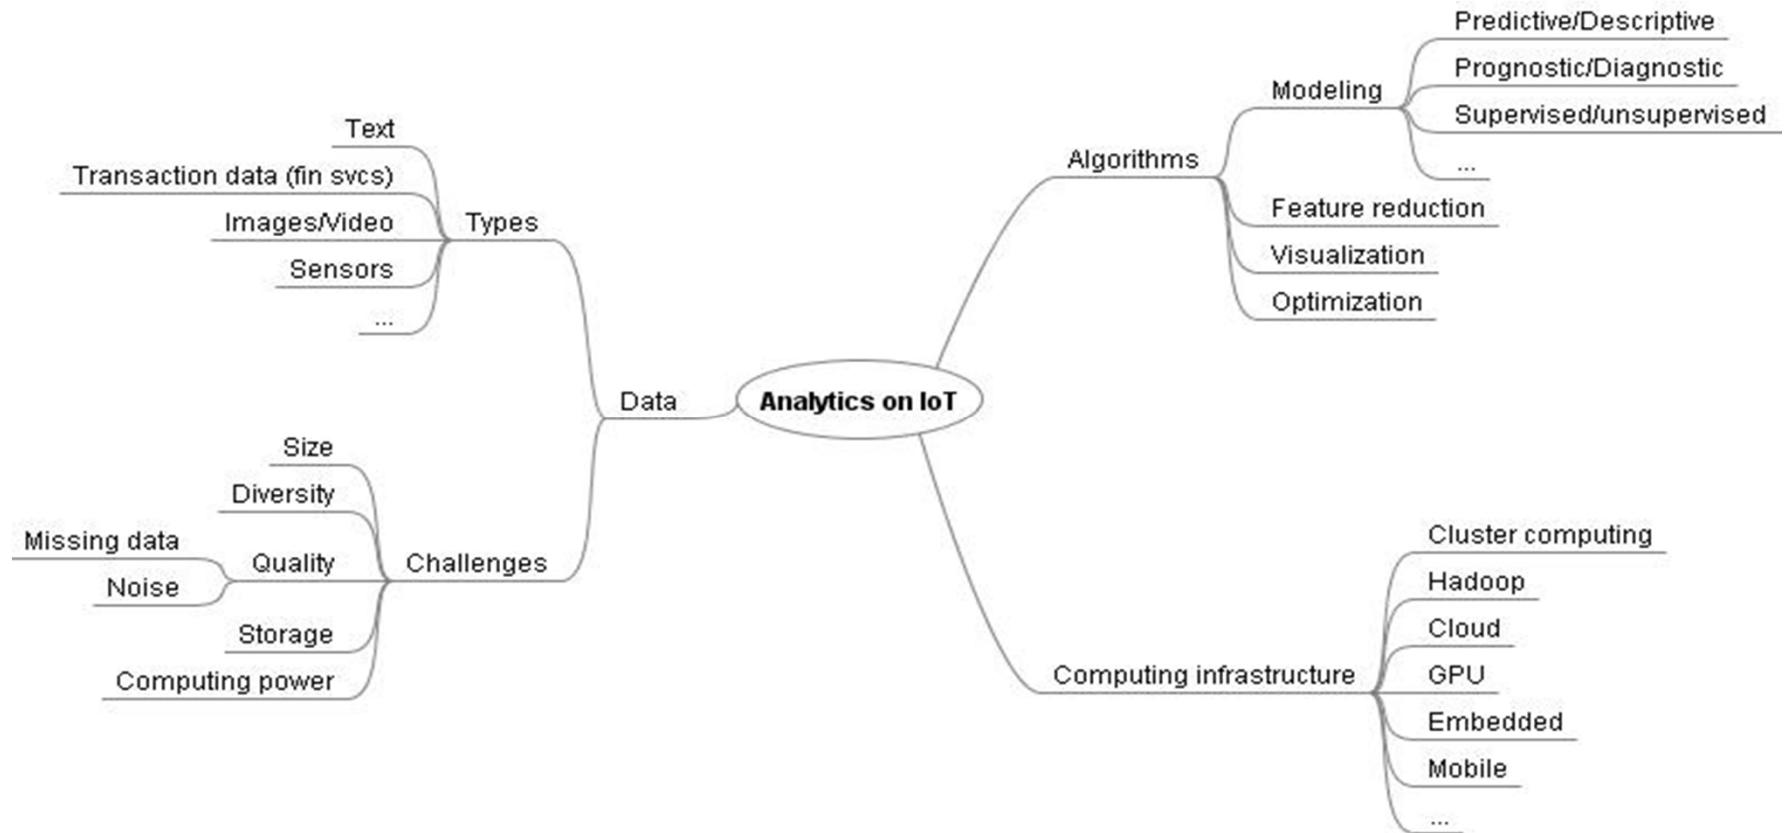 Analytics on IoT
Data
Types
Text
Transaction data (fin svcs)
Images/Video
Sensors
...
Challenges
Size
Diversity
Quality
Missing data
Noise
Storage
Computing power
Algorithms
Modeling
Predictive/Descriptive
Prognostic/Diagnostic
Supervised/unsupervised
...
Feature reduction
Visualization
Optimization
Computing infrastructure
Cluster computing
Hadoop
Cloud
GPU
Embedded
Mobile
...